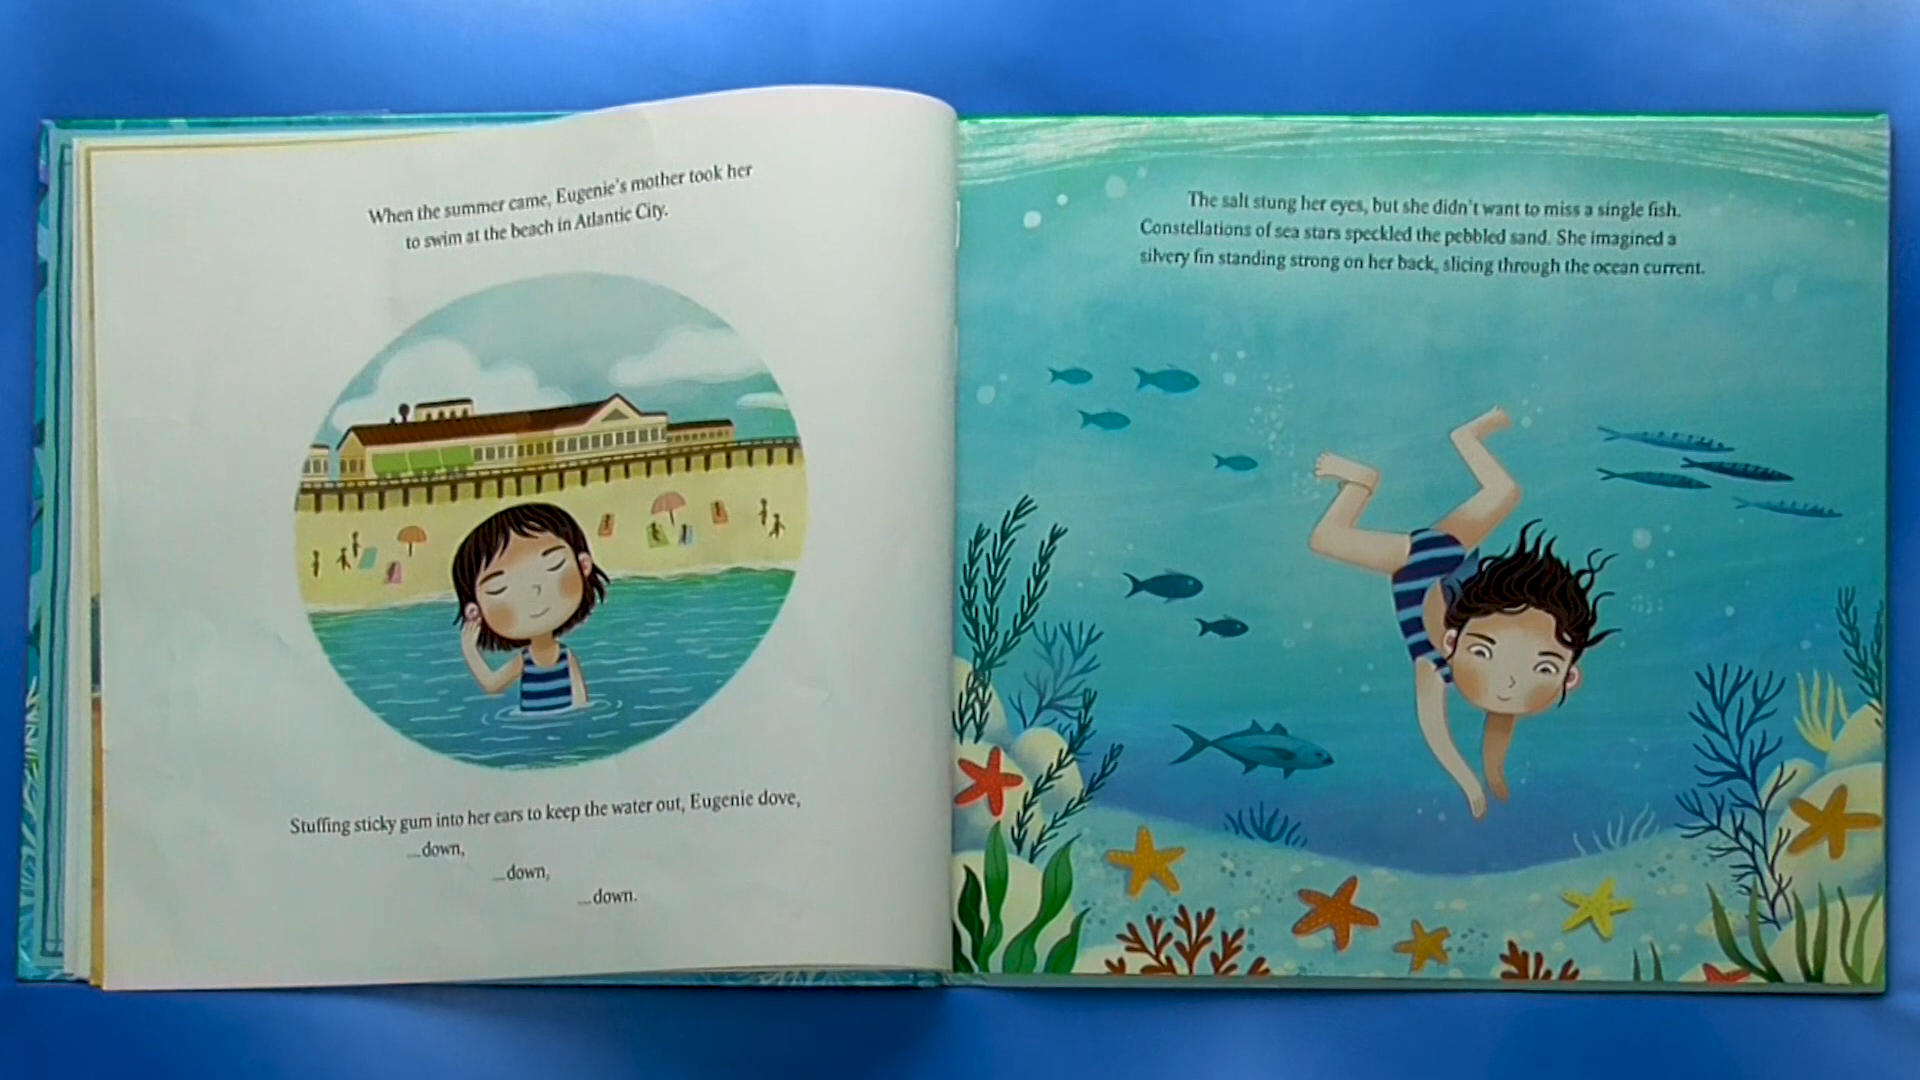 When the summer came, Eugenie's mother took her
to swim at the beach in Atlantic City.
Stuffing sticky gum into her ears to keep the water out, Eugenie dove,
...down,
...down,
...down.
The salt stung her eyes, but she didn't want to miss a single fish.
Constellations of sea stars speckled the pebbled sand. She imagined a
silvery fin standing strong on her back, slicing through the ocean current.